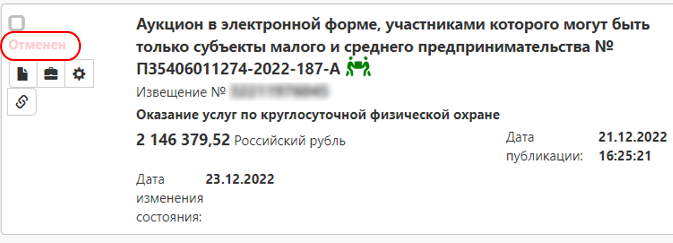 Отменен
Аукцион в электронной форме, участниками которого могут быть
только субъекты малого и среднего предпринимательства №
П35406011274-2022-187-А
Извещение №
Оказание услуг по круглосуточной физической охране
2 146 379,52 Российский рубль
Дата публикации: 21.12.2022 16:25:21
Дата изменения состояния: 23.12.2022